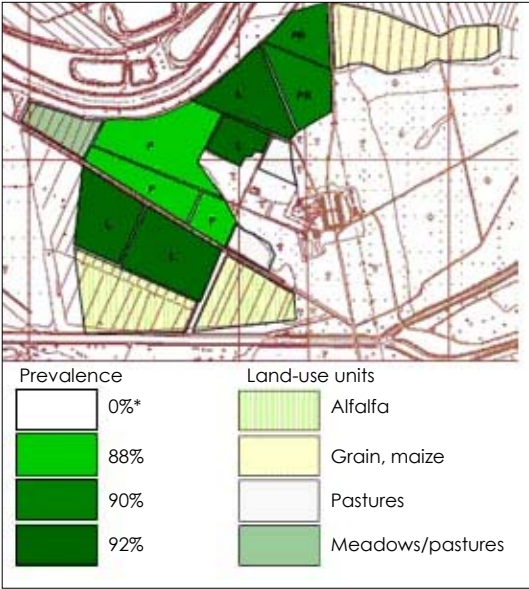 PR
L
PR
P
L
P
P
L
L
Prevalence Land-use units
0%* Alfalfa
88% Grain, maize
90% Pastures
92% Meadows/pastures